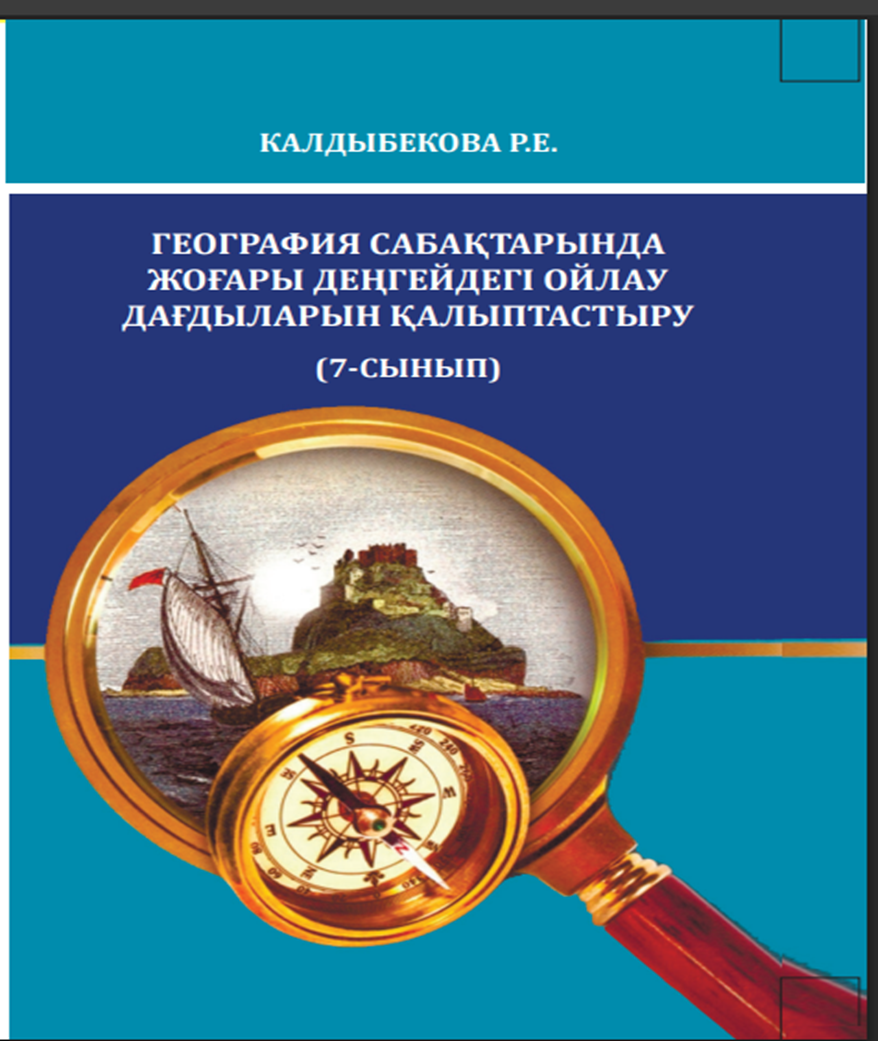 КАЛДЫБЕКОВА Р.Е.
ГЕОГРАФИЯ САБАҚТАРЫНДА
ЖОҒАРЫ ДЕҢГЕЙДЕГІ ОЙЛАУ
ДАҒДЫЛАРЫН ҚАЛЫПТАСТЫРУ
(7-СЫНЫП)
S
W